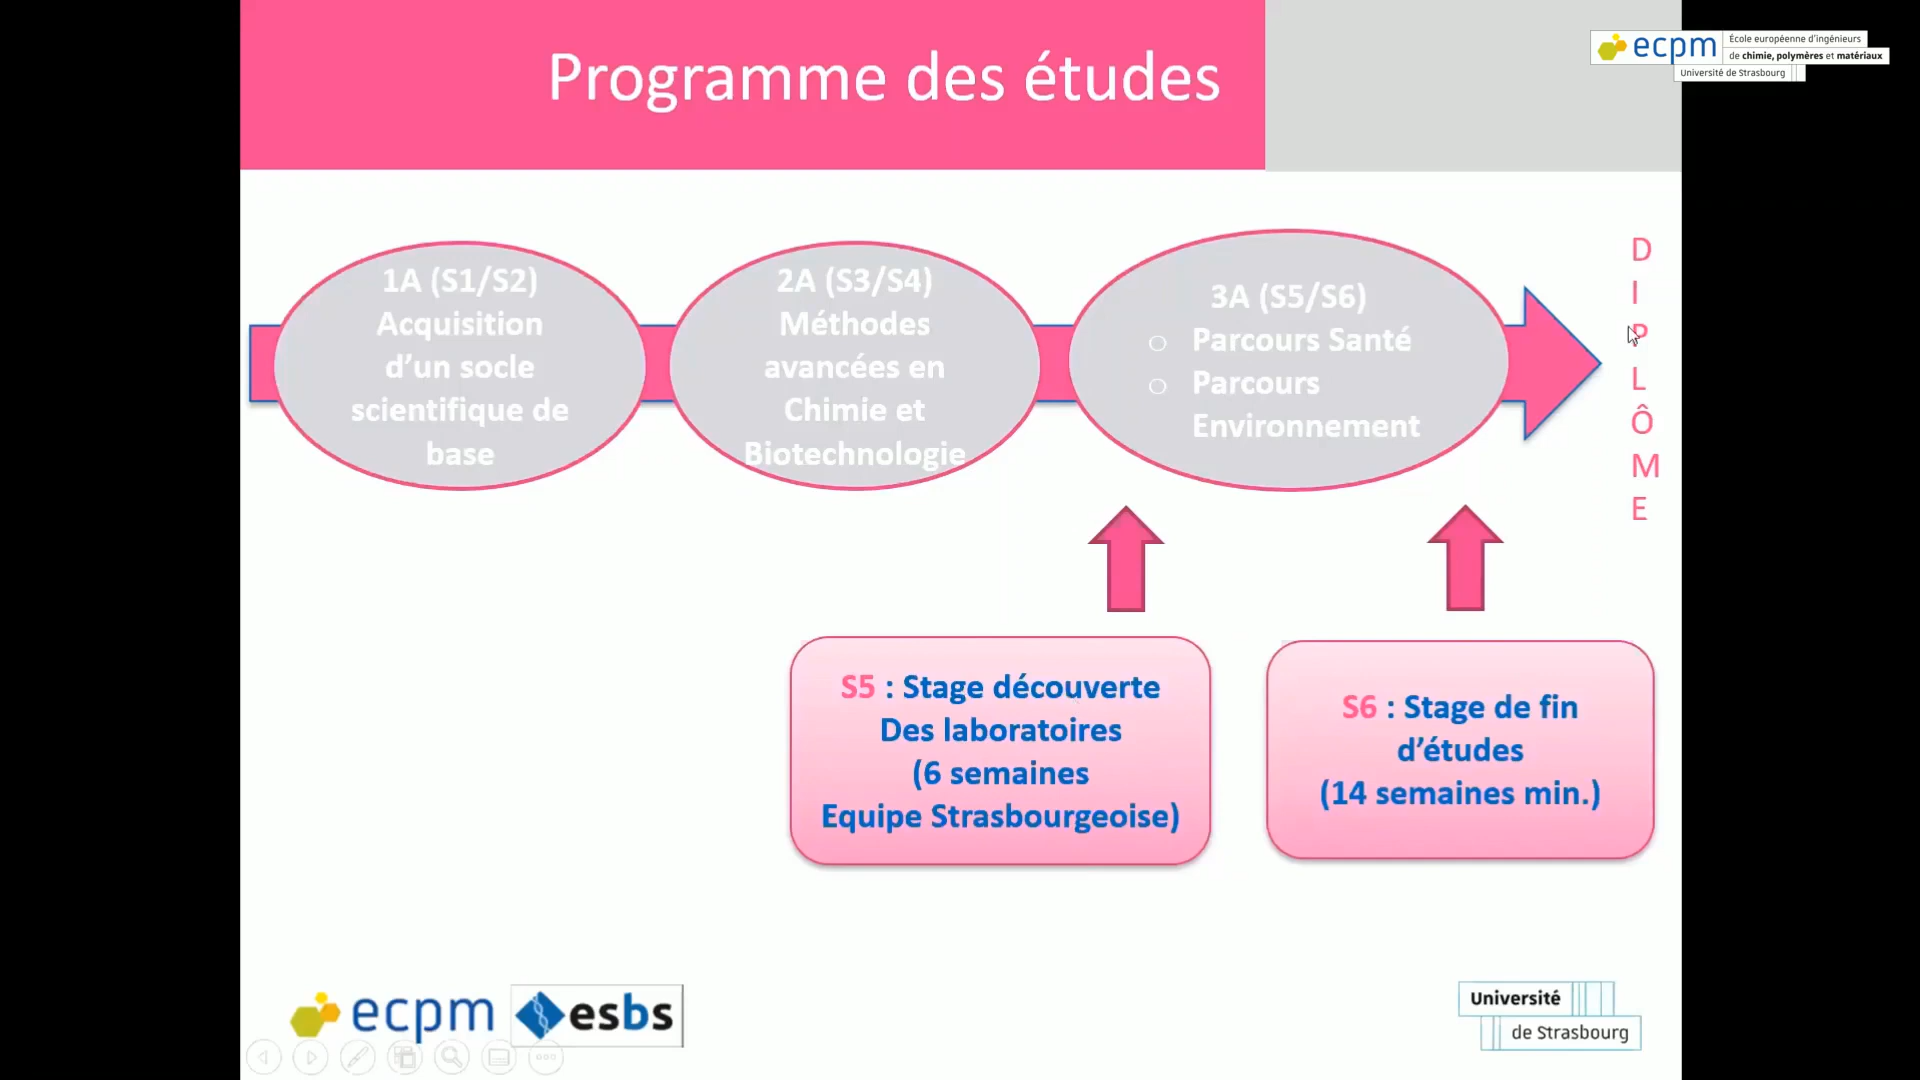 Programme des études
ecpm
École européenne d'ingénieurs
de chimie, polymères et matériaux
Université de Strasbourg
1A (S1/S2)
Acquisition
d'un socle
scientifique de
base
2A (S3/S4)
Méthodes
avancées en
Chimie et
Biotechnologie
3A (S5/S6)
Parcours Santé
Parcours
Environnement
D
I
P
L
Ô
M
E
S5 : Stage découverte
Des laboratoires
(6 semaines
Equipe Strasbourgeoise)
S6 : Stage de fin
d'études
(14 semaines min.)
ecpm
esbs
Université
de Strasbourg